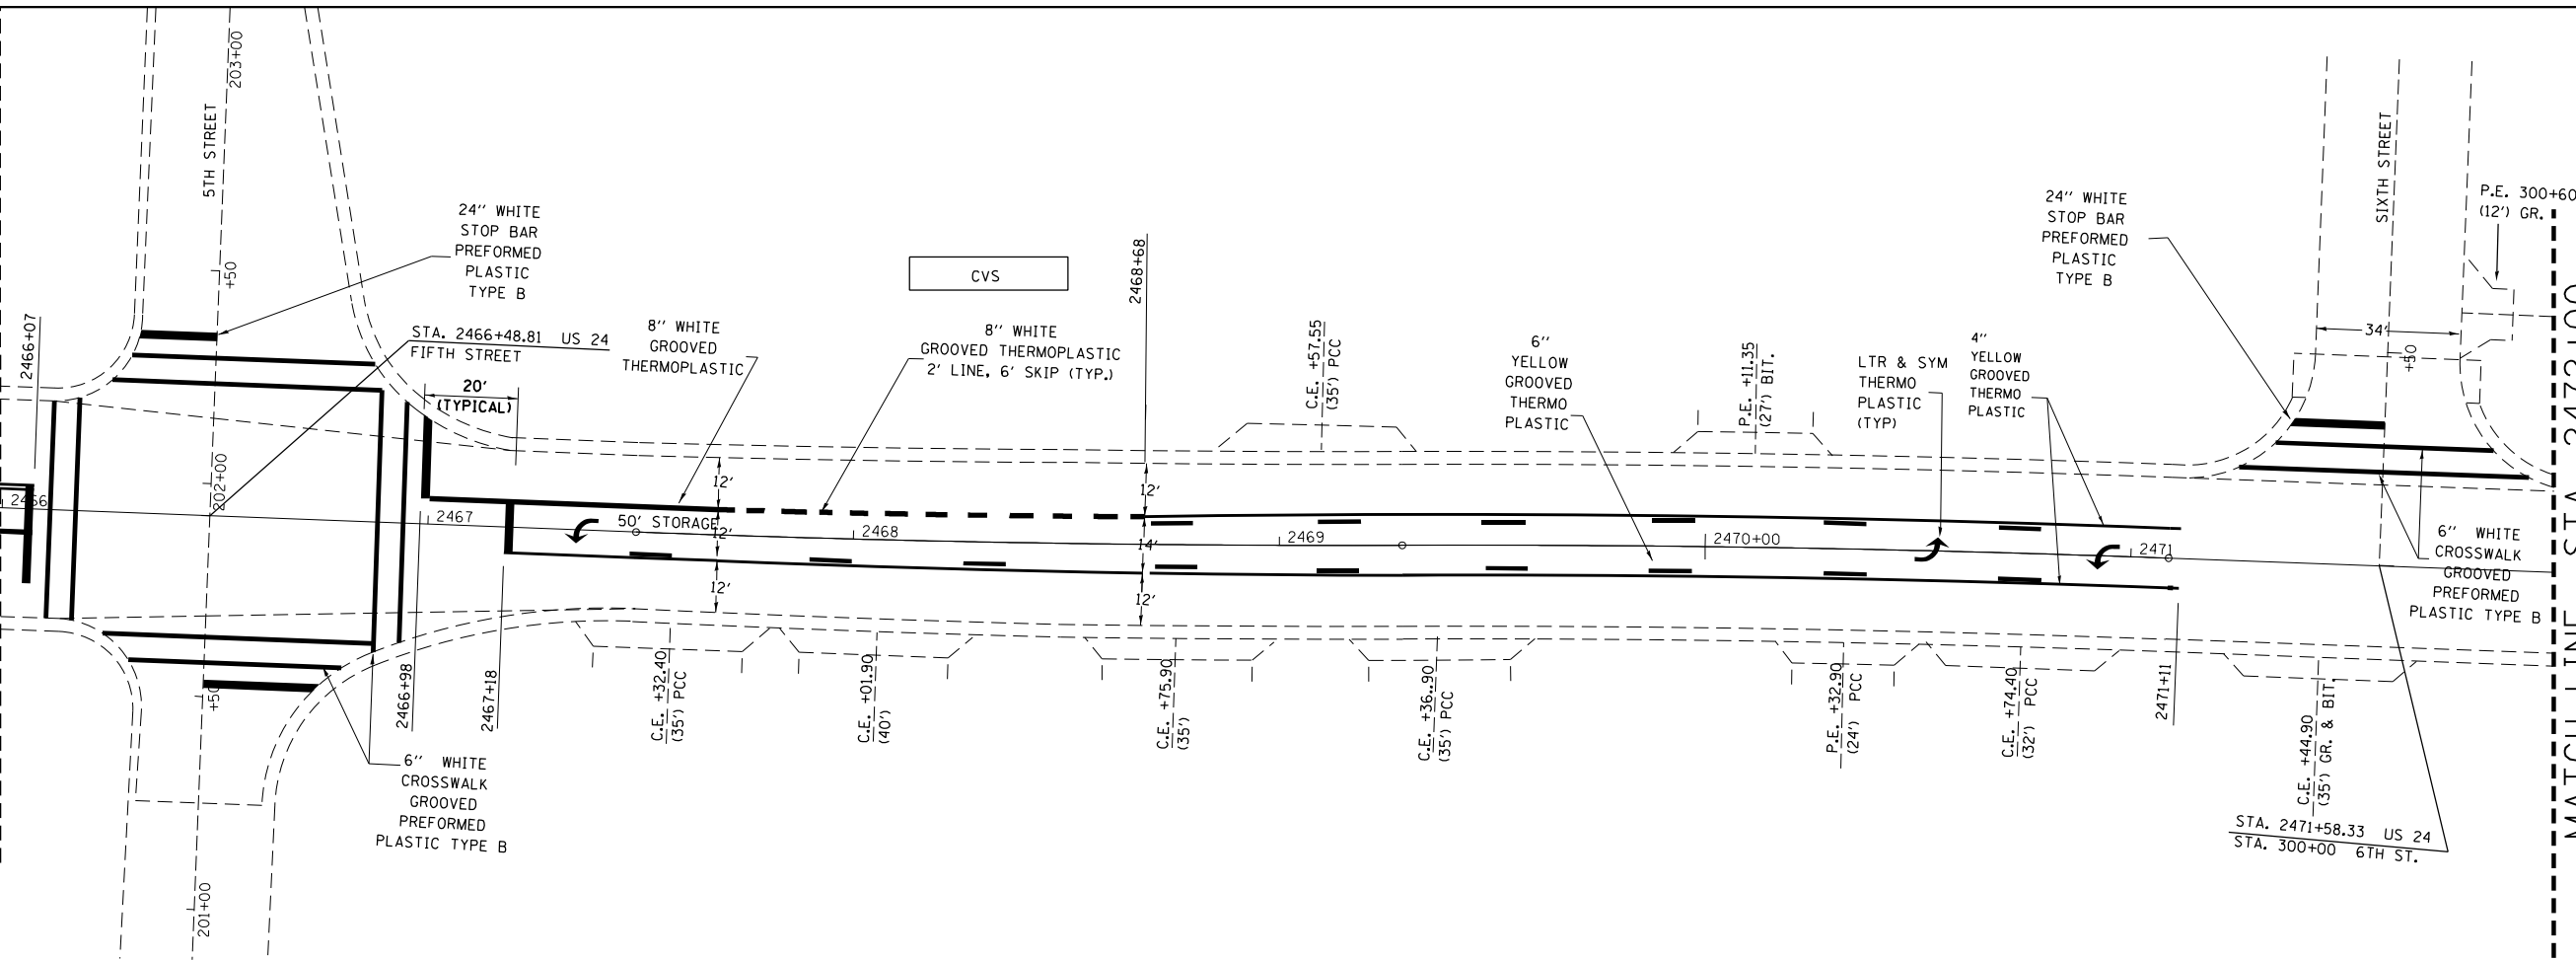 203+00
5TH STREET
+50
24'' WHITE
STOP BAR
PREFORMED
PLASTIC
TYPE B
STA. 2466+48.81 US 24
FIFTH STREET
2466+07
20'
(TYPICAL)
8'' WHITE
GROOVED
THERMOPLASTIC
CVS
8'' WHITE
GROOVED THERMOPLASTIC
2' LINE, 6' SKIP (TYP.)
2468+68
C.E. +57.55
(35') PCC
6''
YELLOW
GROOVED
THERMO
PLASTIC
P.E. +11.35
(27') BIT.
LTR & SYM
THERMO
PLASTIC
(TYP)
4''
YELLOW
GROOVED
THERMO
PLASTIC
24'' WHITE
STOP BAR
PREFORMED
PLASTIC
TYPE B
SIXTH STREET
P.E. 300+60
(12') GR.
34'
+50
2466
202+00
2467
50' STORAGE
12'
12'
12'
2468
12'
14'
12'
2469
2470+00
2471
6'' WHITE
CROSSWALK
GROOVED
PREFORMED
PLASTIC TYPE B
+50
2466+98
2467+18
C.E. +32.40
(35') PCC
C.E. +01.90
(40')
C.E. +75.90
(35')
C.E. +36.90
(35') PCC
P.E. +32.90
(24') PCC
C.E. +74.40
(32') PCC
2471+11
C.E. +44.90
(35') GR. & BIT.
STA. 2471+58.33 US 24
STA. 300+00 6TH ST.
6'' WHITE
CROSSWALK
GROOVED
PREFORMED
PLASTIC TYPE B
201+00
MATCH LINE STA. 2473+00